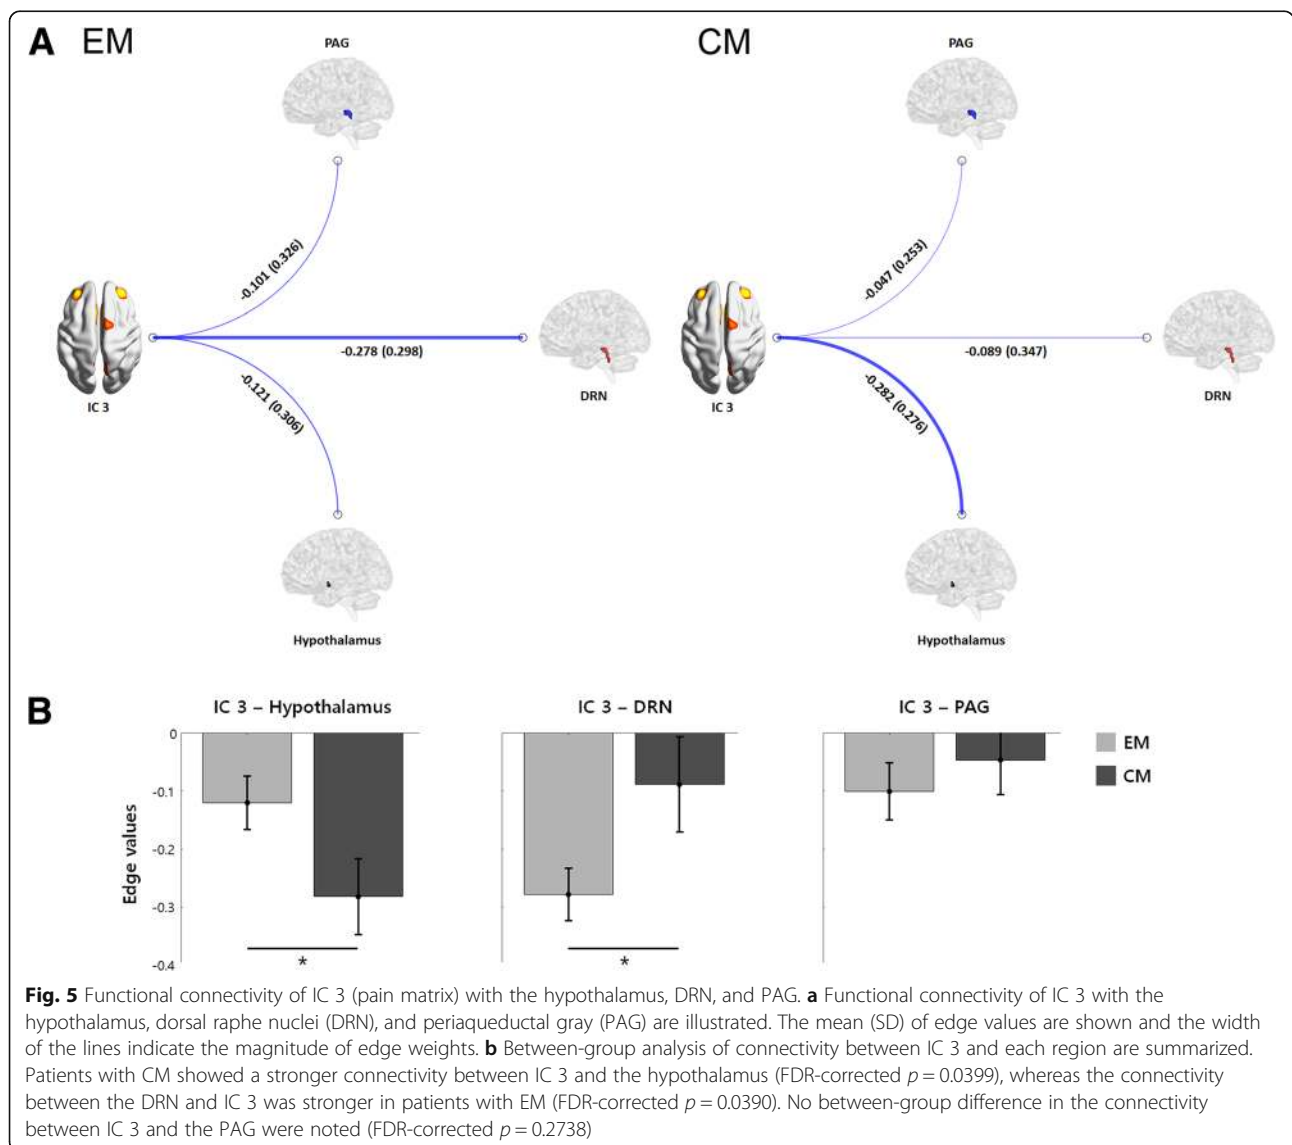 A EM
CM
PAG
PAG
-0.101 (0.326)
-0.047 (0.253)
-0.278 (0.298)
-0.089 (0.347)
-0.121 (0.306)
-0.282 (0.276)
IC 3
DRN
IC 3
DRN
Hypothalamus
Hypothalamus
B
IC 3 – Hypothalamus
IC 3 – DRN
IC 3 – PAG
EM
CM
Edge values
0
-0.1
-0.2
-0.3
-0.4
*
*
Fig. 5 Functional connectivity of IC 3 (pain matrix) with the hypothalamus, DRN, and PAG. a Functional connectivity of IC 3 with the
hypothalamus, dorsal raphe nuclei (DRN), and periaqueductal gray (PAG) are illustrated. The mean (SD) of edge values are shown and the width
of the lines indicate the magnitude of edge weights. b Between-group analysis of connectivity between IC 3 and each region are summarized.
Patients with CM showed a stronger connectivity between IC 3 and the hypothalamus (FDR-corrected p = 0.0399), whereas the connectivity
between the DRN and IC 3 was stronger in patients with EM (FDR-corrected p = 0.0390). No between-group difference in the connectivity
between IC 3 and the PAG were noted (FDR-corrected p = 0.2738)